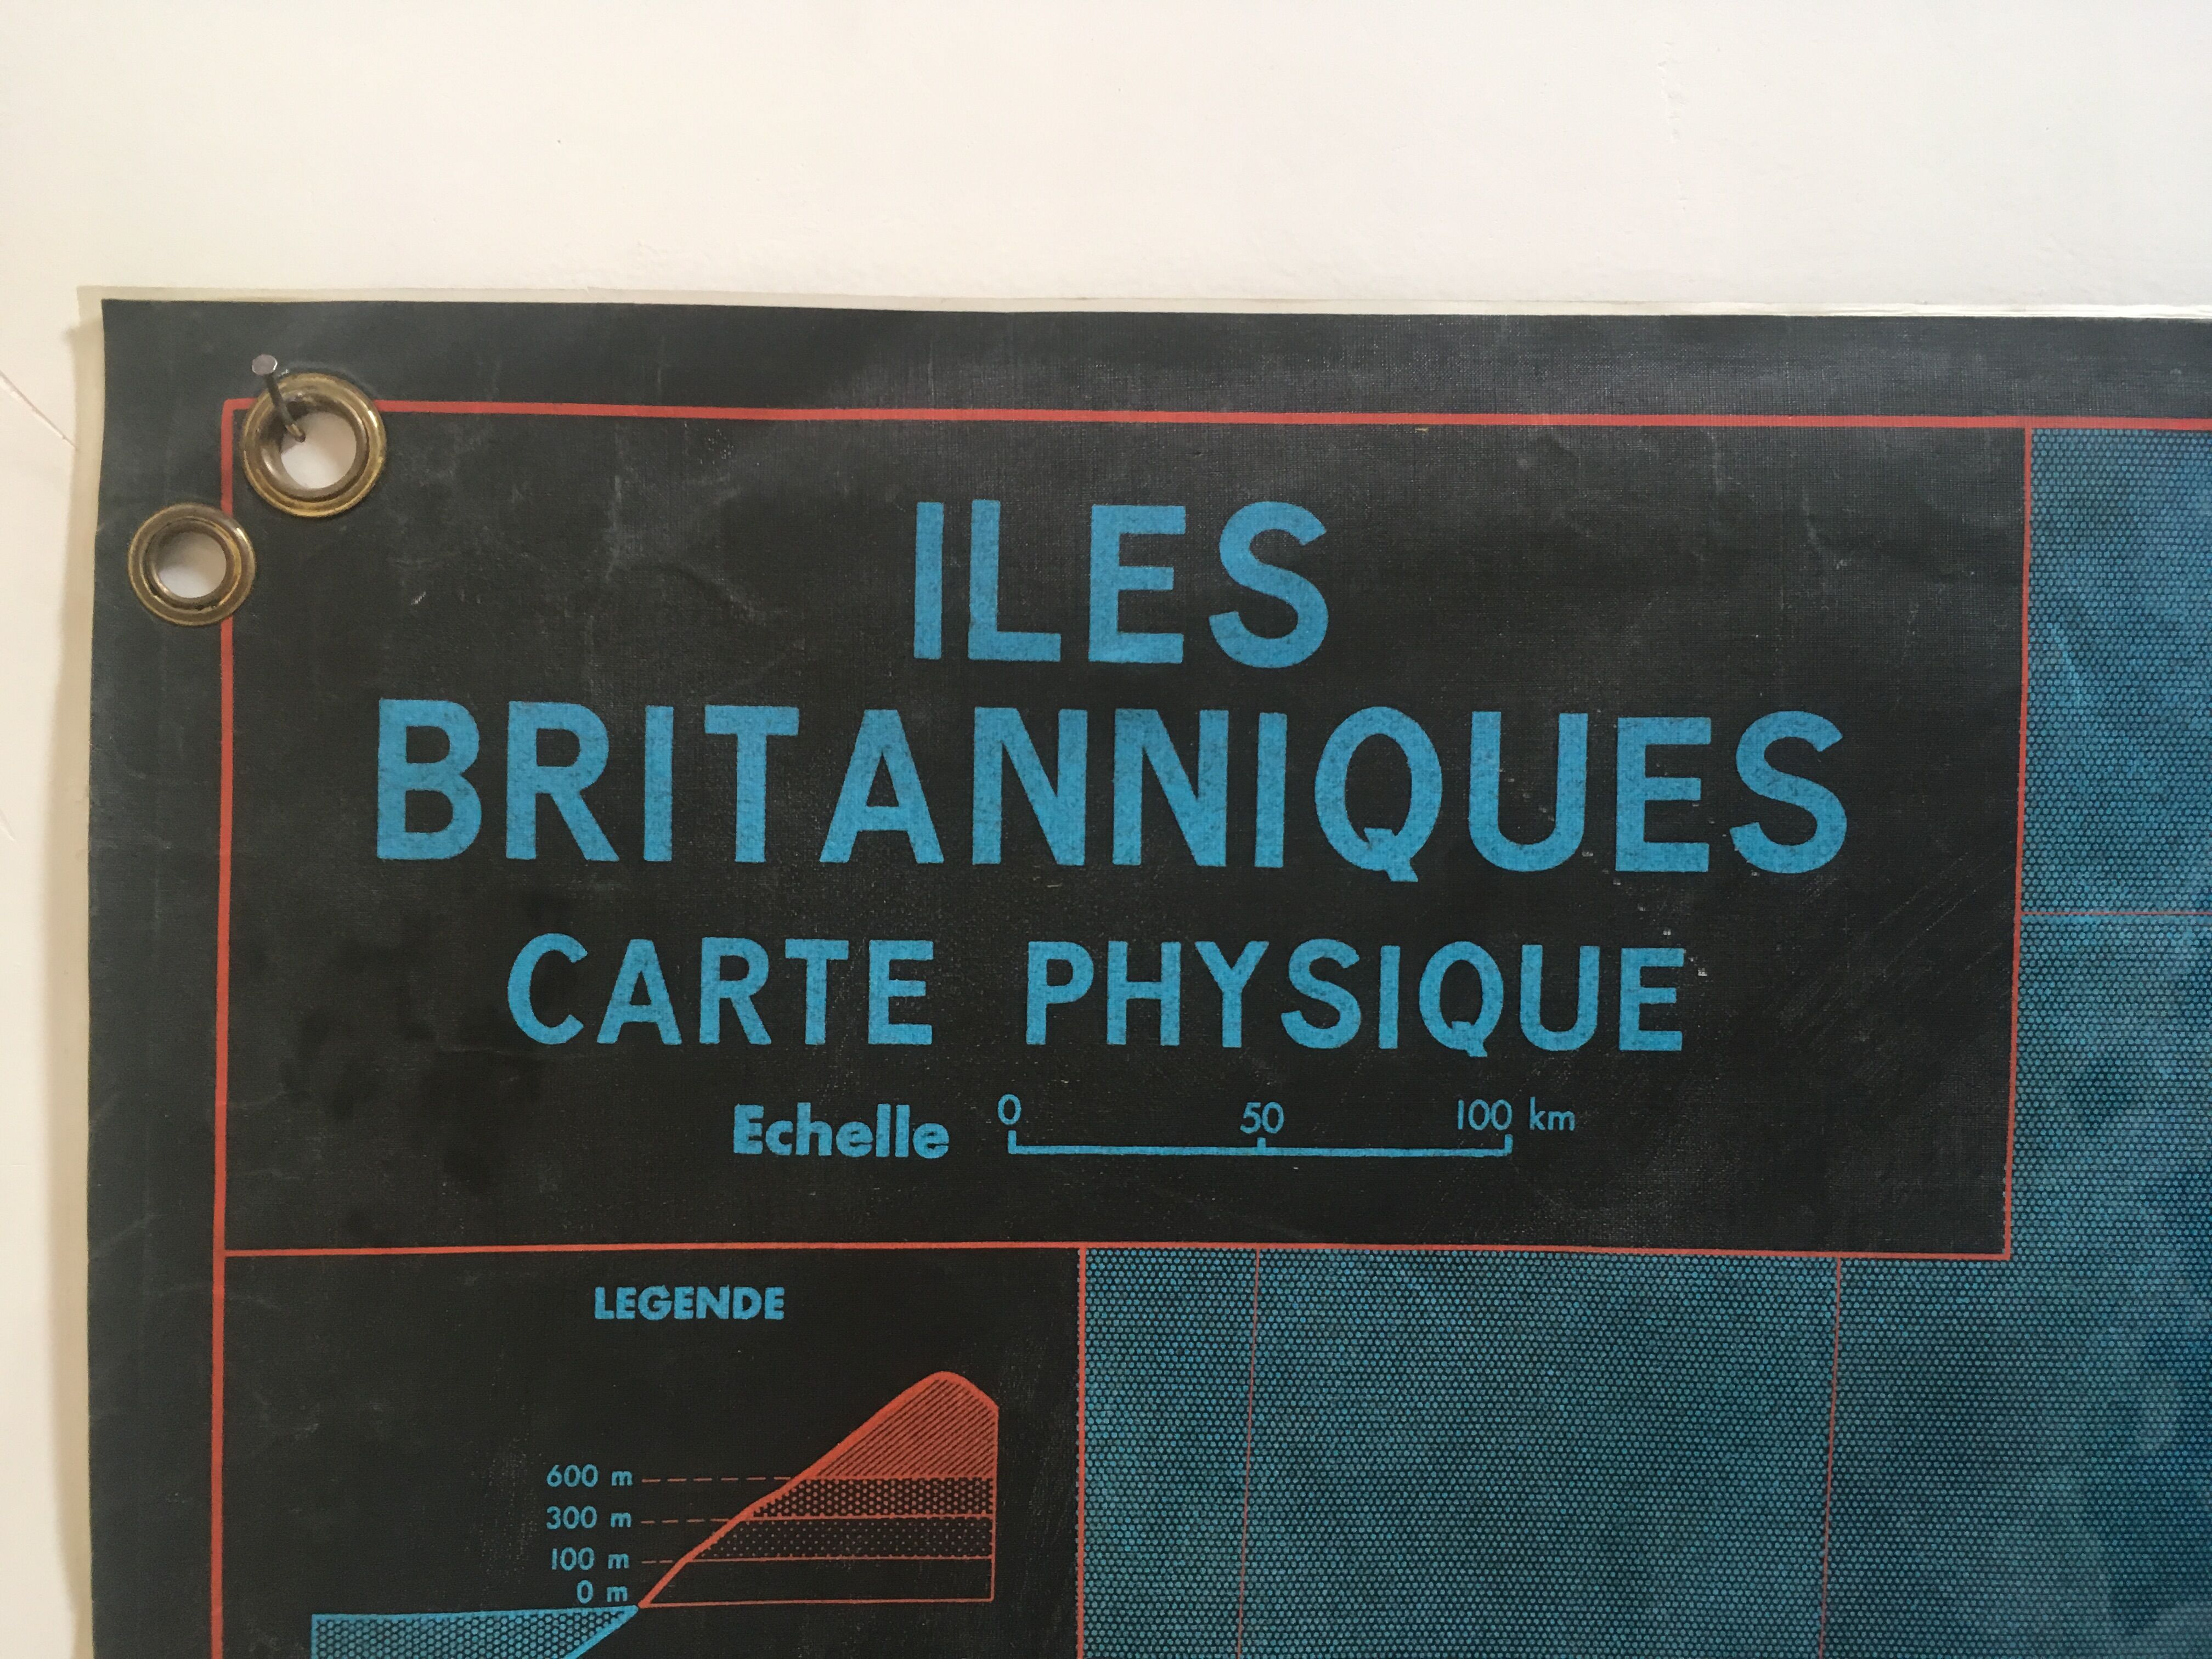 ILES
BRITANNIQUES
CARTE PHYSIQUE
Echelle 0 50 100 km
LEGENDE
600 m
300 m
100 m
0 m